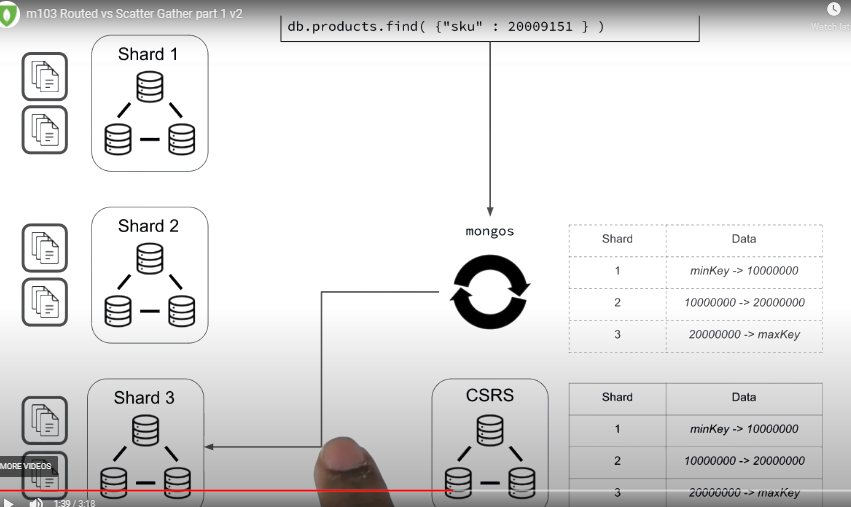 m103 Routed vs Scatter Gather part 1 v2
Watch lat
db.products.find( {"sku" : 20009151 } )
Shard 1
Shard 2
mongos
Shard Data
1 minKey -> 10000000
2 10000000 -> 20000000
3 20000000 -> maxKey
Shard 3
CSRS
Shard Data
1 minKey -> 10000000
2 10000000 -> 20000000
3 20000000 -> maxKey
MORE VIDEOS
1:39 / 3:18